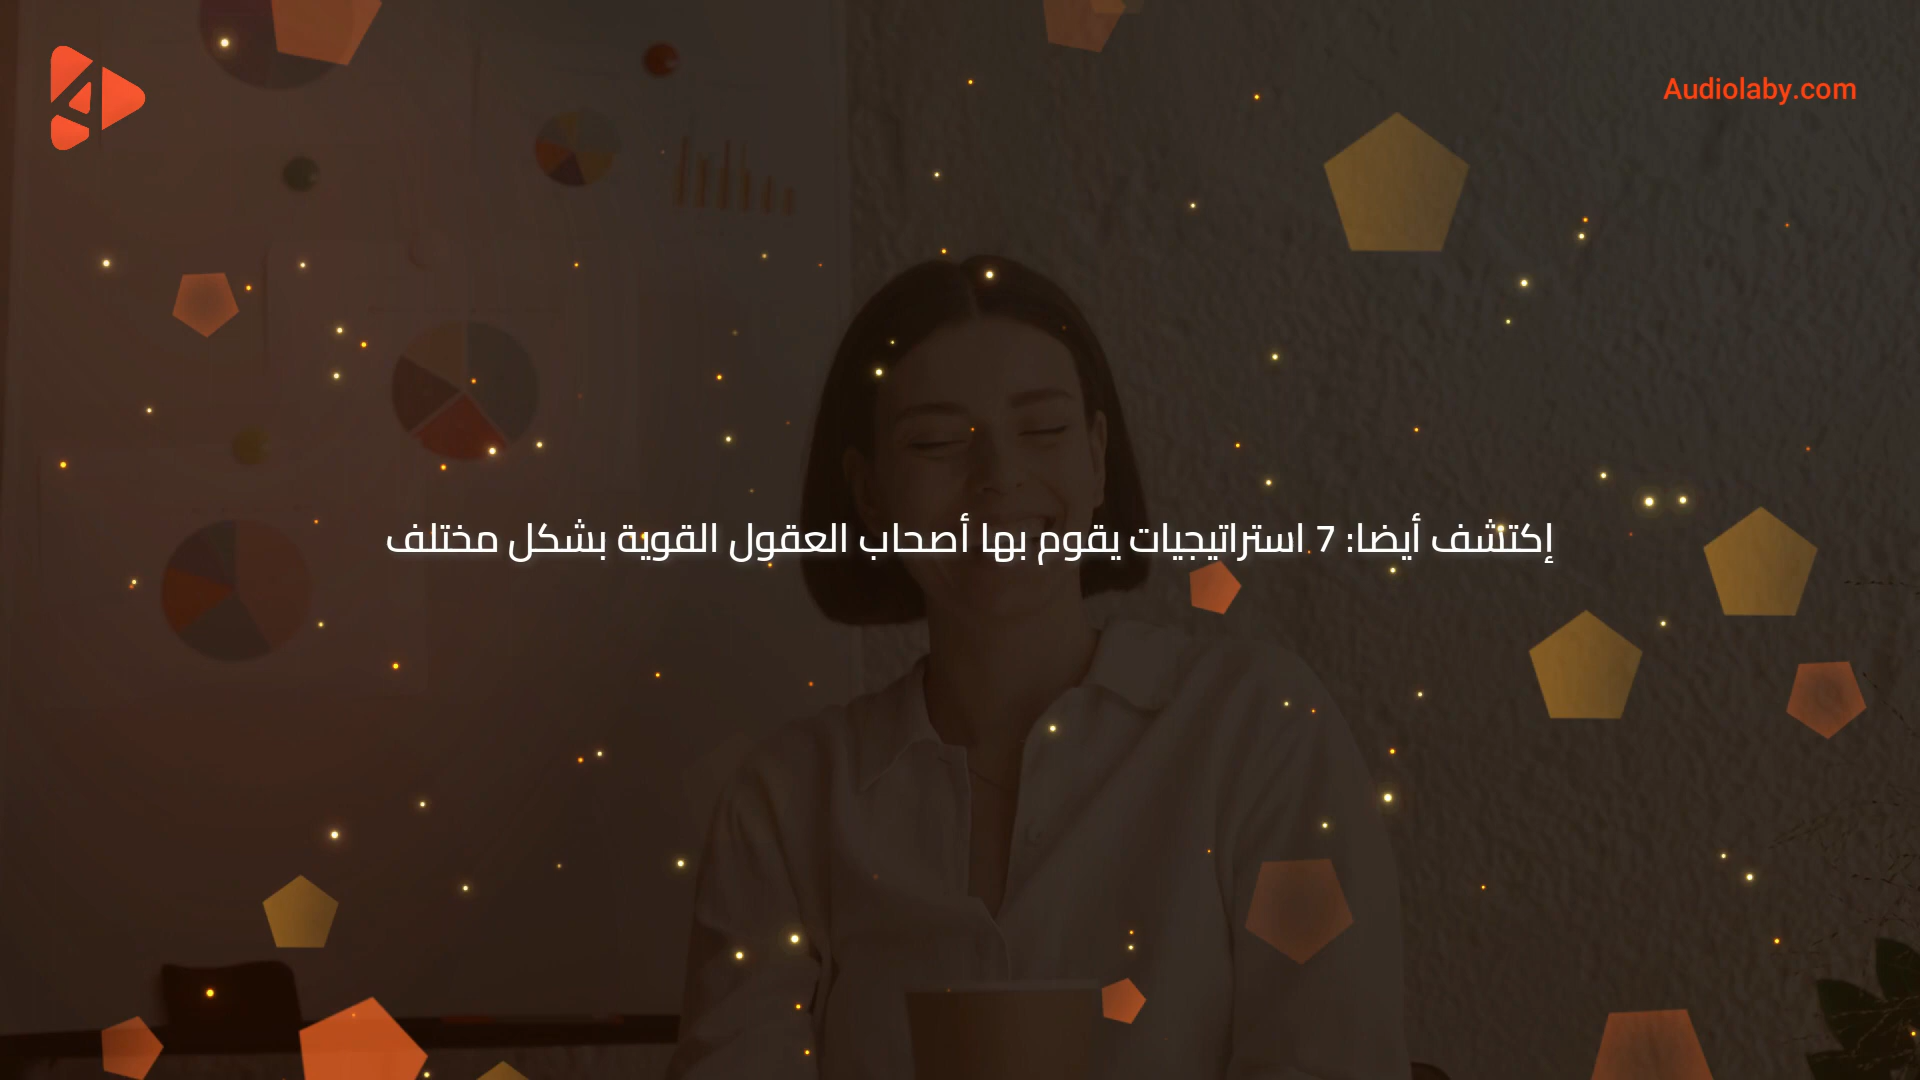 Audiolaby.com
إكتشف أيضا: 7 استراتيجيات يقوم بها أصحاب العقول القوية بشكل مختلف